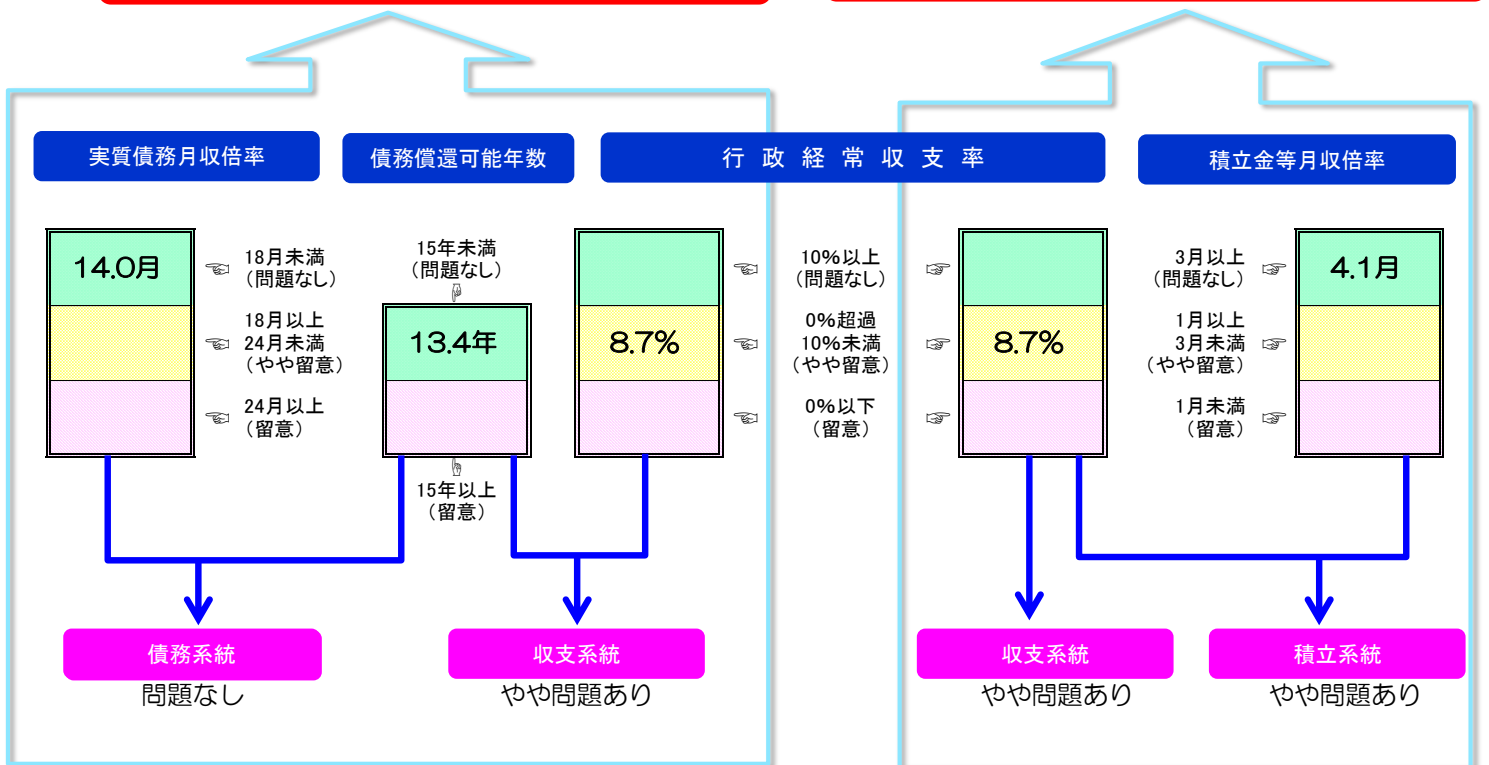 実質債務月収倍率
債務償還可能年数
行政経常収支率
積立金等月収倍率
14.0月
☜ 18月未満
（問題なし）
18月以上
☜ 24月未満
（やや留意）
☜ 24月以上
（留意）
15年未満
（問題なし）
☟
13.4年
☝
15年以上
（留意）
8.7%
☜ 10%以上 ☞
（問題なし）
0%超過
☜ 10%未満 ☞
（やや留意）
☜ 0%以下 ☞
（留意）
8.7%
3月以上 ☞
（問題なし）
1月以上
3月未満 ☞
（やや留意）
1月未満 ☞
（留意）
4.1月
債務系統
問題なし
収支系統
やや問題あり
収支系統
やや問題あり
積立系統
やや問題あり